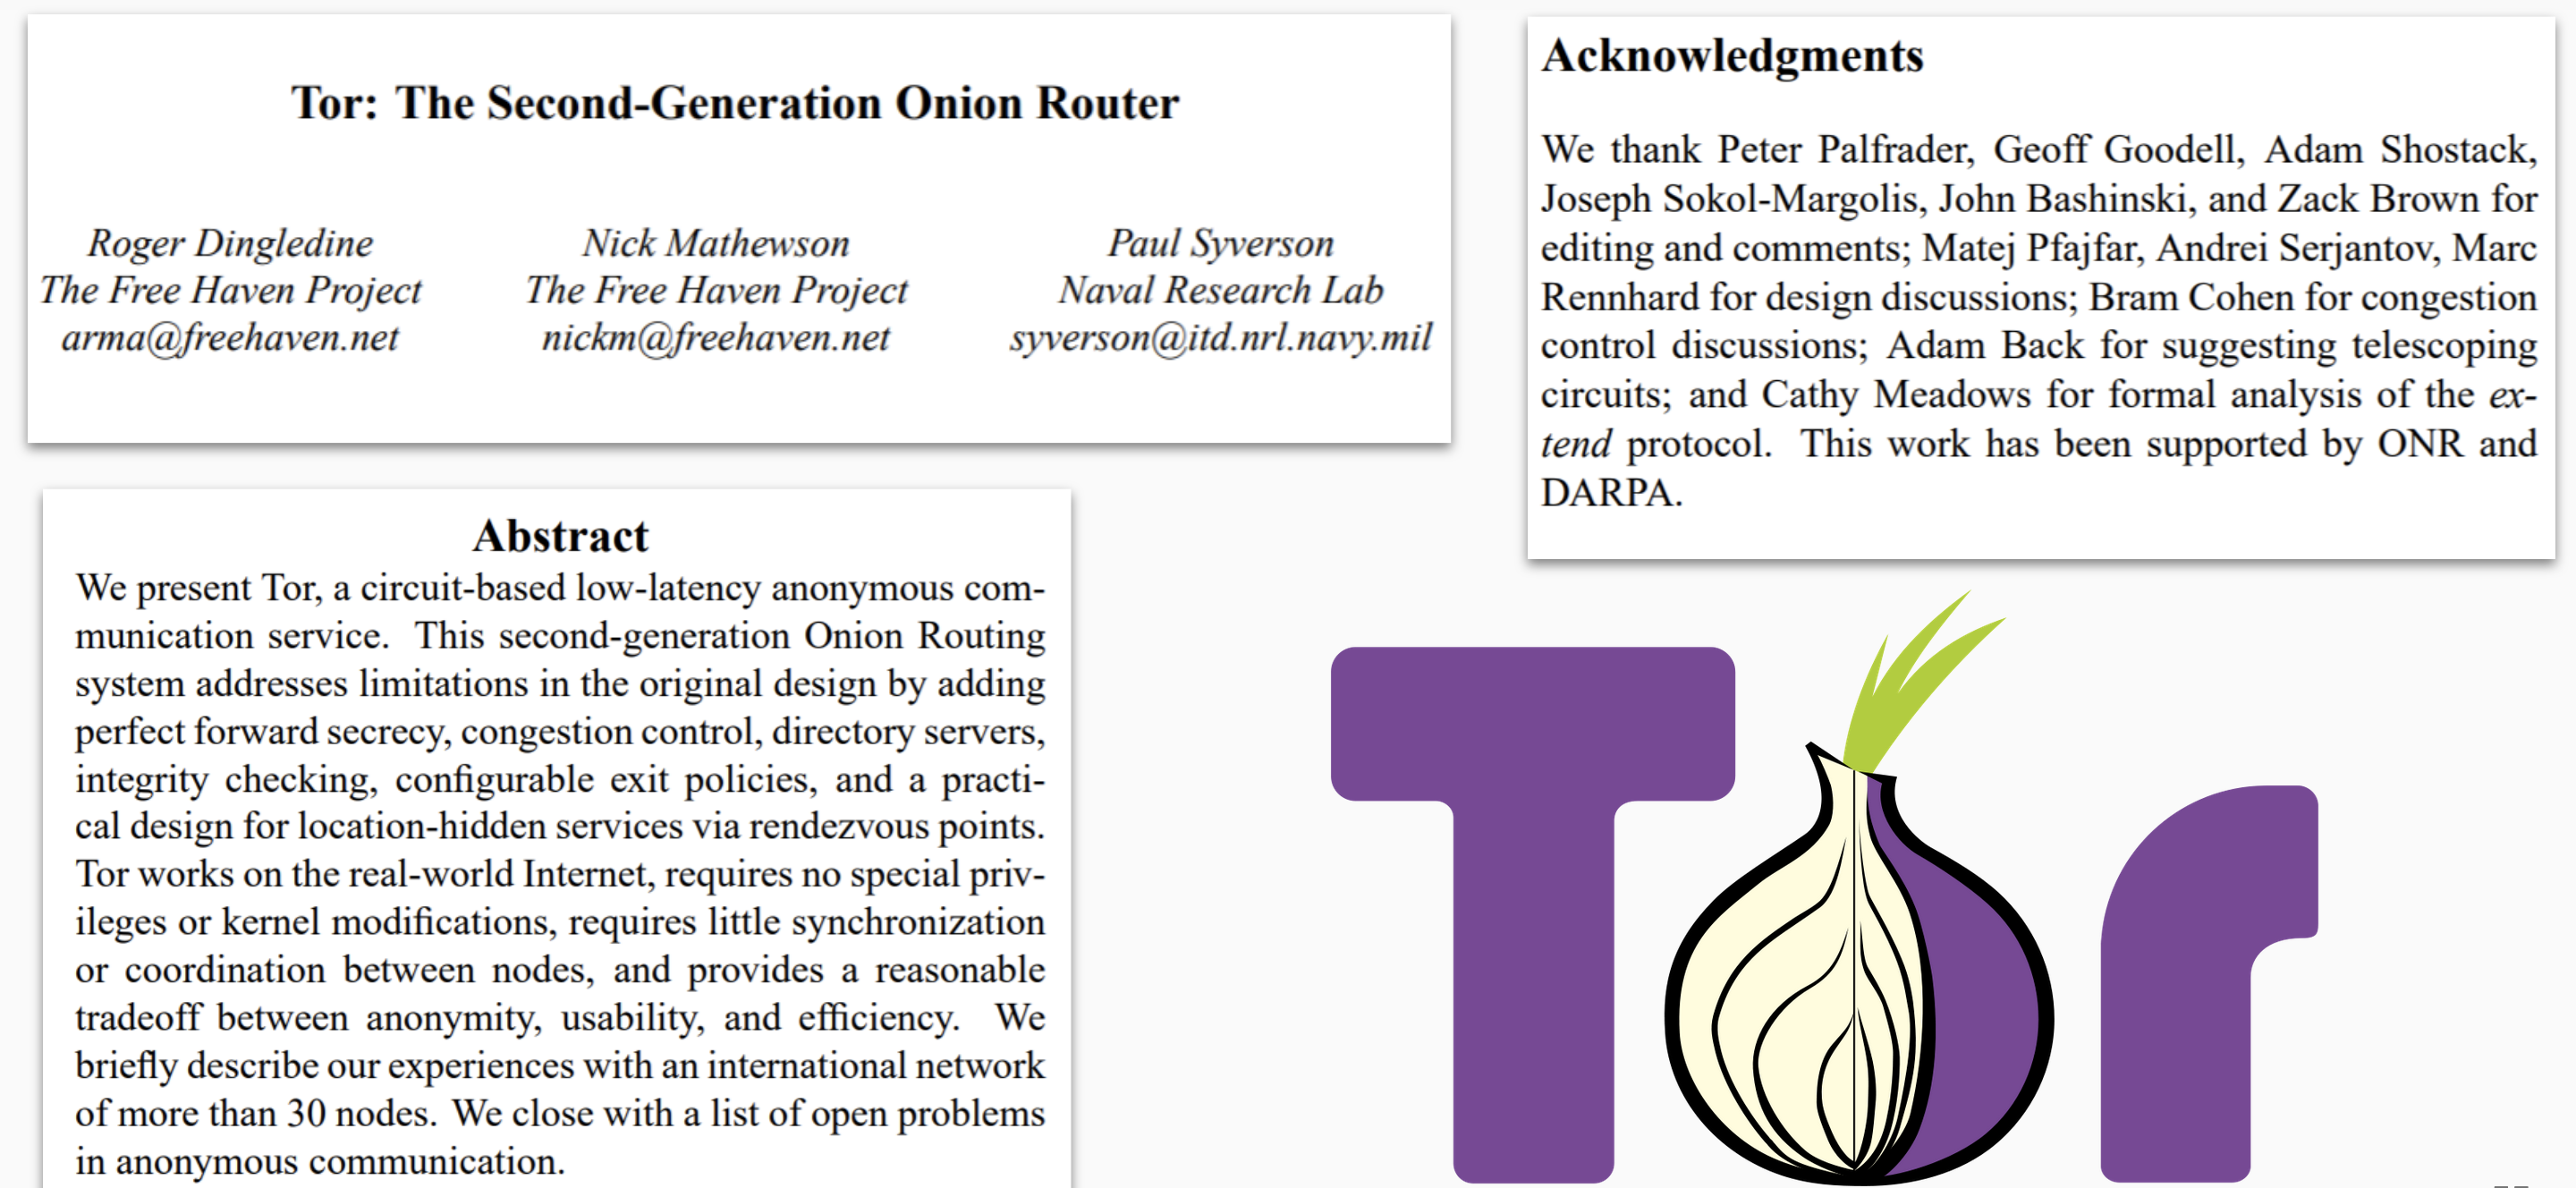 Tor: The Second-Generation Onion Router
Roger Dingledine
The Free Haven Project
arma@freehaven.net
Nick Mathewson
The Free Haven Project
nickm@freehaven.net
Paul Syverson
Naval Research Lab
syverson@itd.nrl.navy.mil
Abstract
We present Tor, a circuit-based low-latency anonymous com-
munication service. This second-generation Onion Routing
system addresses limitations in the original design by adding
perfect forward secrecy, congestion control, directory servers,
integrity checking, configurable exit policies, and a practi-
cal design for location-hidden services via rendezvous points.
Tor works on the real-world Internet, requires no special priv-
ileges or kernel modifications, requires little synchronization
or coordination between nodes, and provides a reasonable
tradeoff between anonymity, usability, and efficiency. We
briefly describe our experiences with an international network
of more than 30 nodes. We close with a list of open problems
in anonymous communication.
Acknowledgments
We thank Peter Palfrader, Geoff Goodell, Adam Shostack,
Joseph Sokol-Margolis, John Bashinski, and Zack Brown for
editing and comments; Matej Pfajfar, Andrei Serjantov, Marc
Rennhard for design discussions; Bram Cohen for congestion
control discussions; Adam Back for suggesting telescoping
circuits; and Cathy Meadows for formal analysis of the ex-
tend protocol. This work has been supported by ONR and
DARPA.
Tor